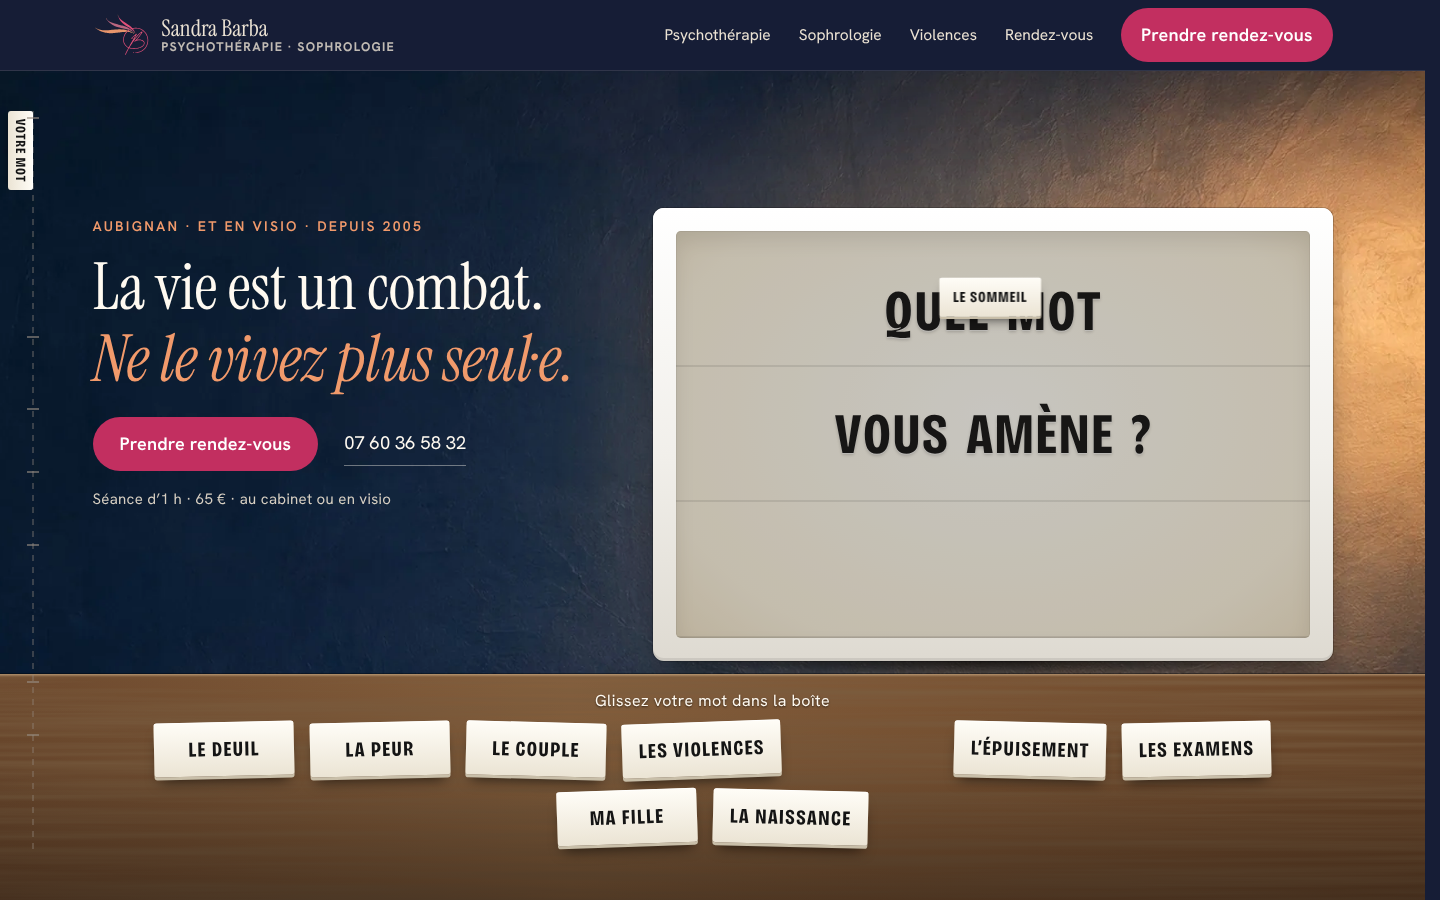 Sandra Barba
PSYCHOTHÉRAPIE · SOPHROLOGIE
Psychothérapie
Sophrologie
Violences
Rendez-vous
Prendre rendez-vous
VOTRE MOT
AUBIGNAN · ET EN VISIO · DEPUIS 2005
La vie est un combat.
Ne le vivez plus seul·e.
Prendre rendez-vous
07 60 36 58 32
Séance d’1 h · 65 € · au cabinet ou en visio
LE SOMMEIL
QUEL MOT
VOUS AMÈNE ?
Glissez votre mot dans la boîte
LE DEUIL
LA PEUR
LE COUPLE
LES VIOLENCES
L’ÉPUISEMENT
LES EXAMENS
MA FILLE
LA NAISSANCE